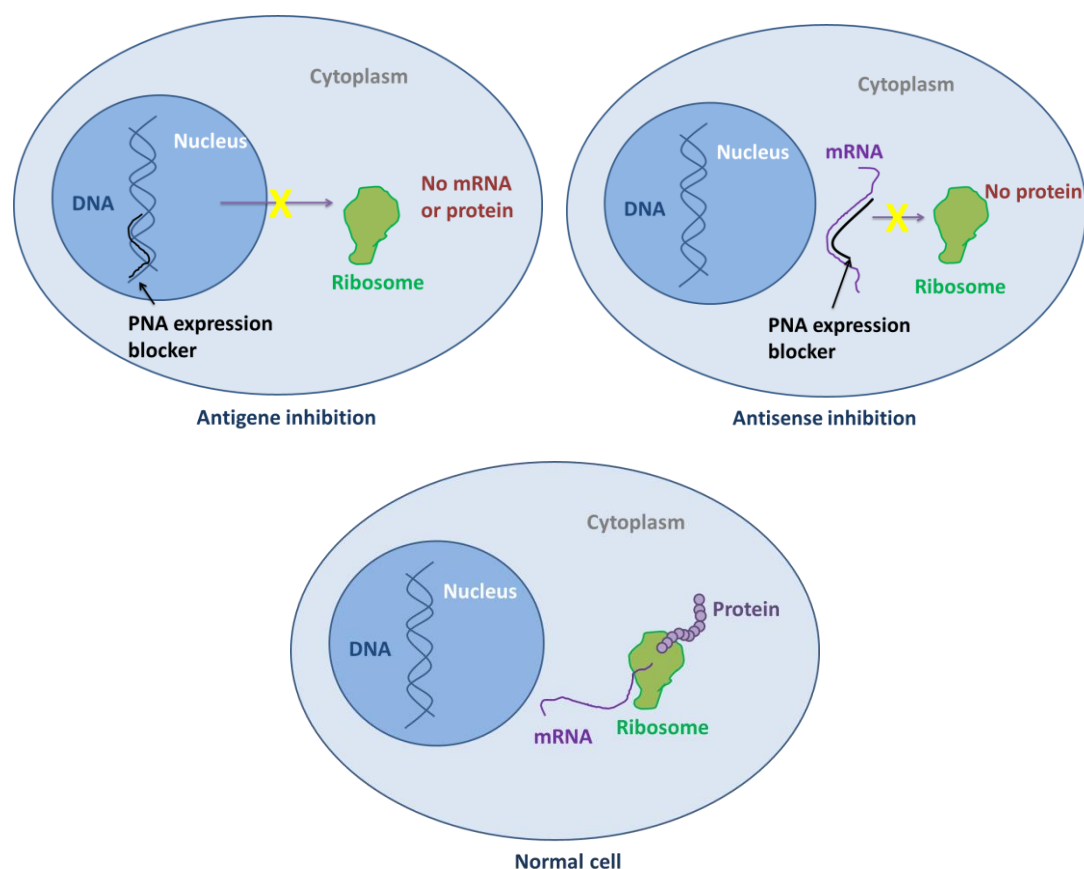 Cytoplasm
Nucleus
DNA
No mRNA
or protein
Ribosome
PNA expression
blocker
Antigene inhibition
Cytoplasm
mRNA
Nucleus
No protein
DNA
Ribosome
PNA expression
blocker
Antisense inhibition
Cytoplasm
Nucleus
Protein
DNA
Ribosome
mRNA
Normal cell